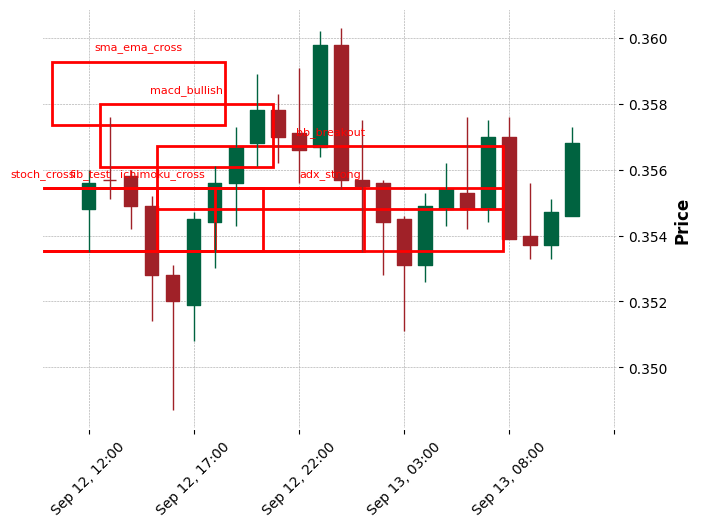 sma_ema_cross
macd_bullish
bb_breakout
stoch_cross
fib_test
ichimoku_cross
adx_strong
0.360
0.358
0.356
0.354
0.352
0.350
Price
Sep 12, 12:00
Sep 12, 17:00
Sep 12, 22:00
Sep 13, 03:00
Sep 13, 08:00